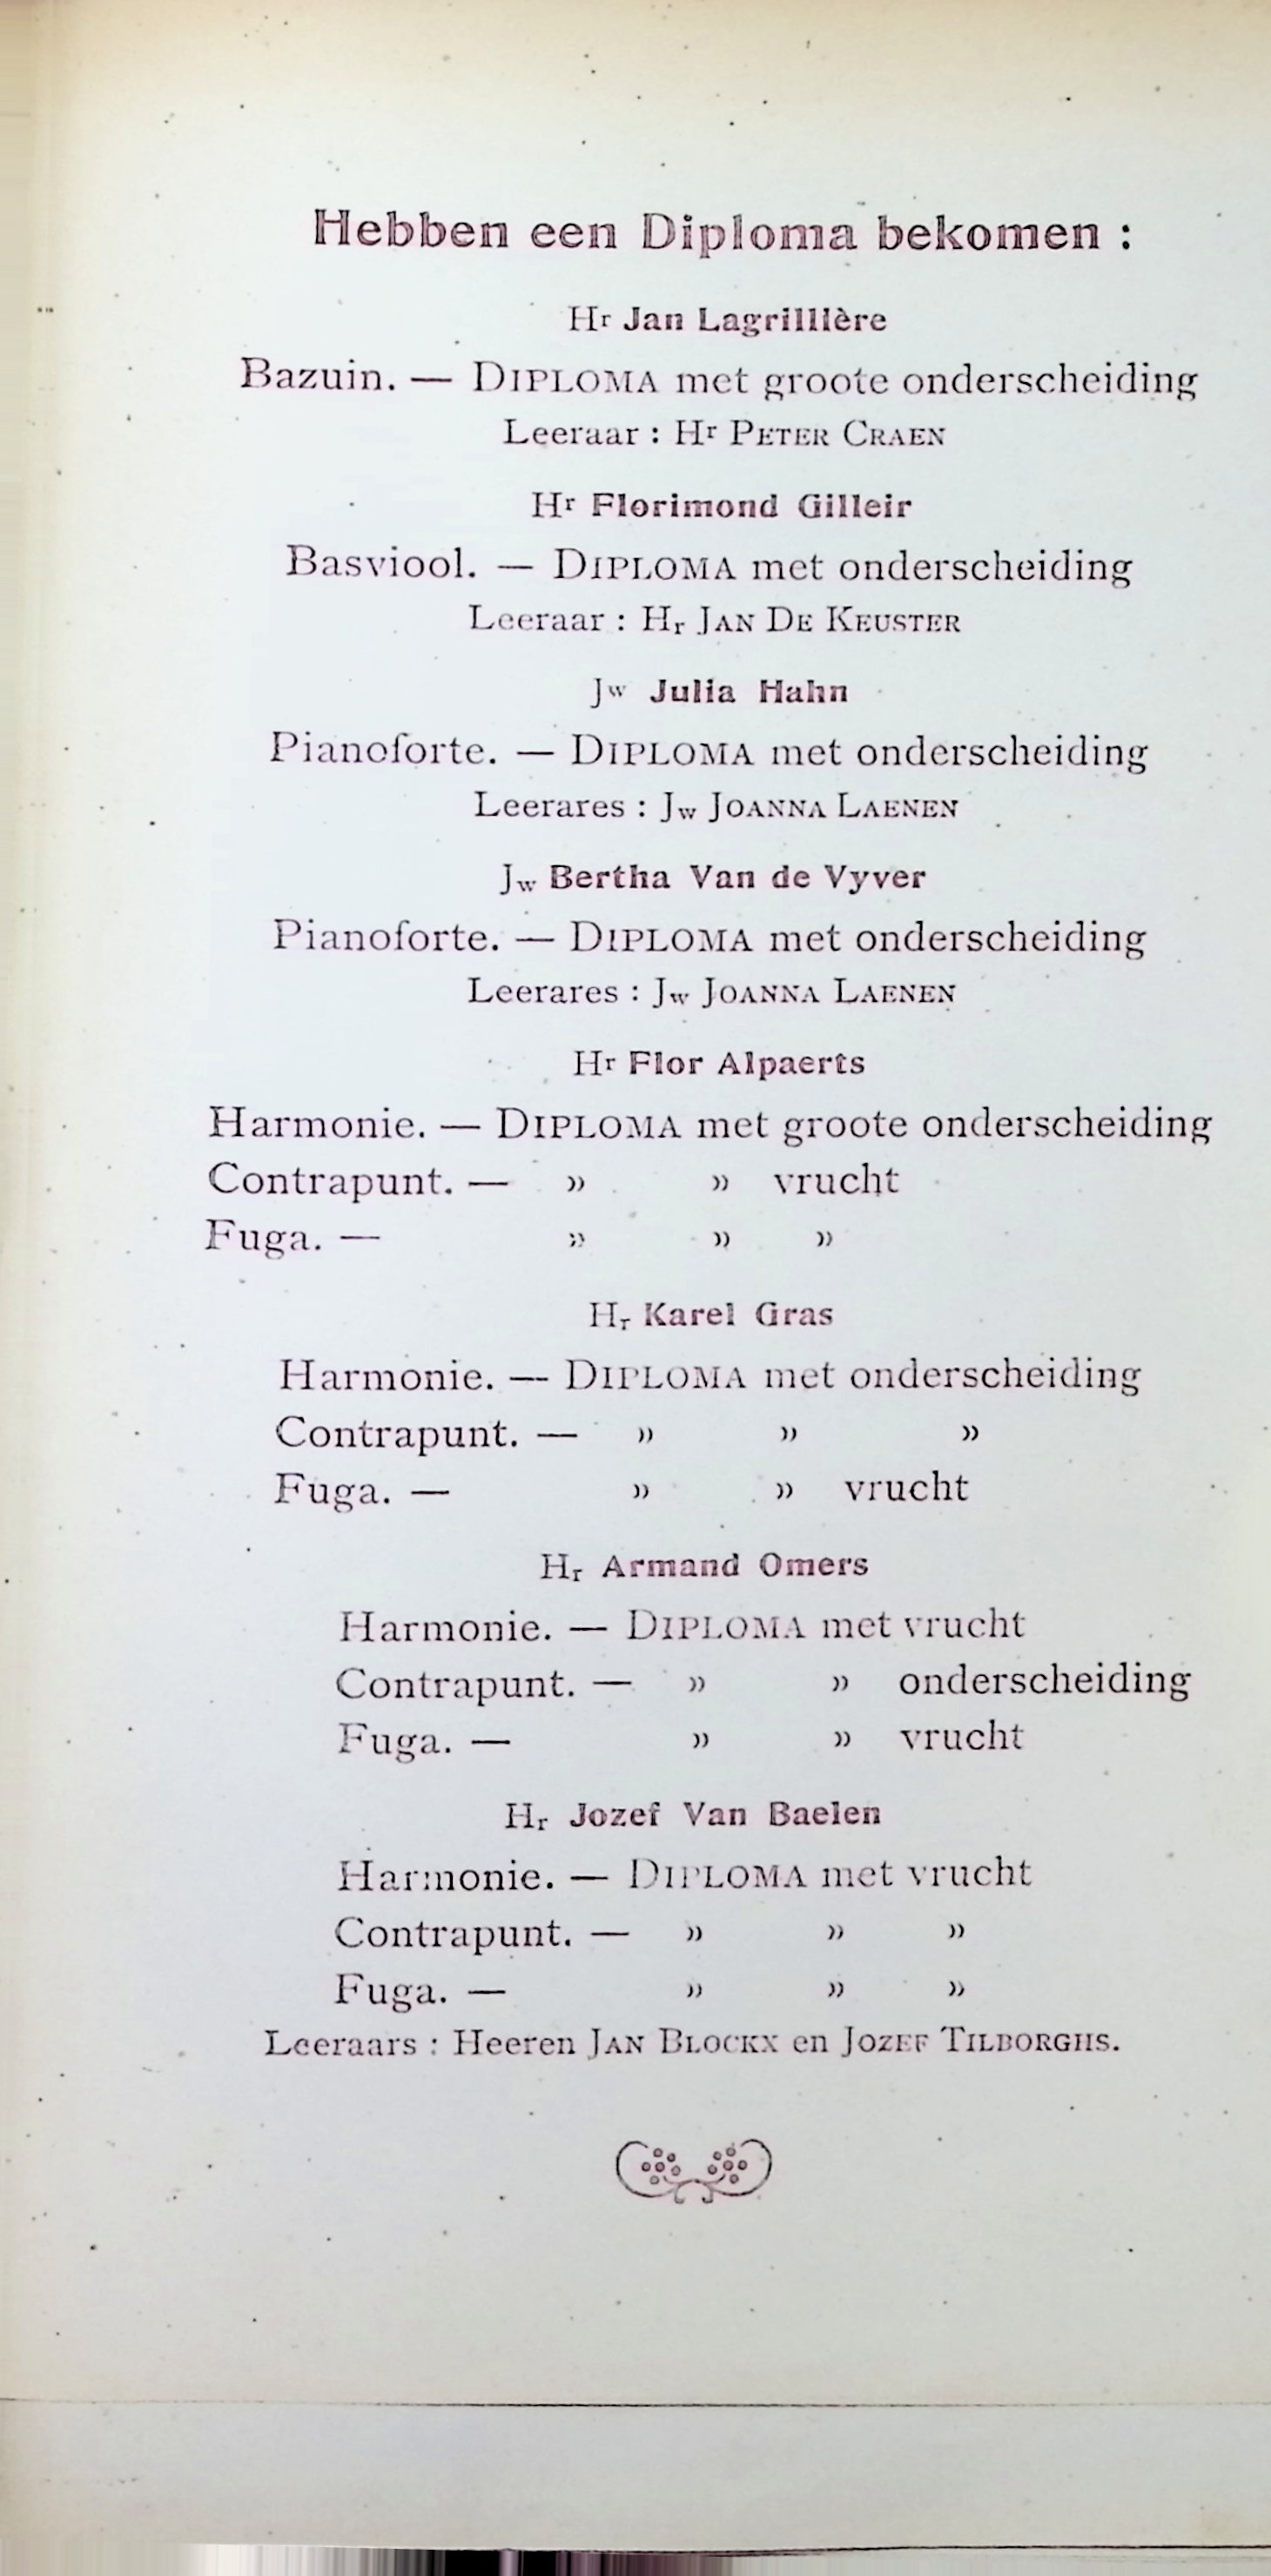 Hebben een Diploma bekomen :
Hr Jan Lagrillière
Bazuin. — DIPLOMA met groote onderscheiding
Leeraar : Hr PETER CRAEN
Hr Florimond Gilleir
Basviool. — DIPLOMA met onderscheiding
Leeraar : Hr JAN DE KEUSTER
Jw Julia Hahn
Pianoforte. — DIPLOMA met onderscheiding
Leerares : Jw JOANNA LAENEN
Jw Bertha Van de Vyver
Pianoforte. — DIPLOMA met onderscheiding
Leerares : Jw JOANNA LAENEN
Hr Flor Alpaerts
Harmonie. — DIPLOMA met groote onderscheiding
Contrapunt. — » » vrucht
Fuga. — » » »
Hr Karel Gras
Harmonie. — DIPLOMA met onderscheiding
Contrapunt. — » » »
Fuga. — » » vrucht
Hr Armand Omers
Harmonie. — DIPLOMA met vrucht
Contrapunt. — » » onderscheiding
Fuga. — » » vrucht
Hr Jozef Van Baelen
Harmonie. — DIPLOMA met vrucht
Contrapunt. — » » »
Fuga. — » » »
Leeraars : Heeren JAN BLOCKX en JOZEF TILBORGHS.